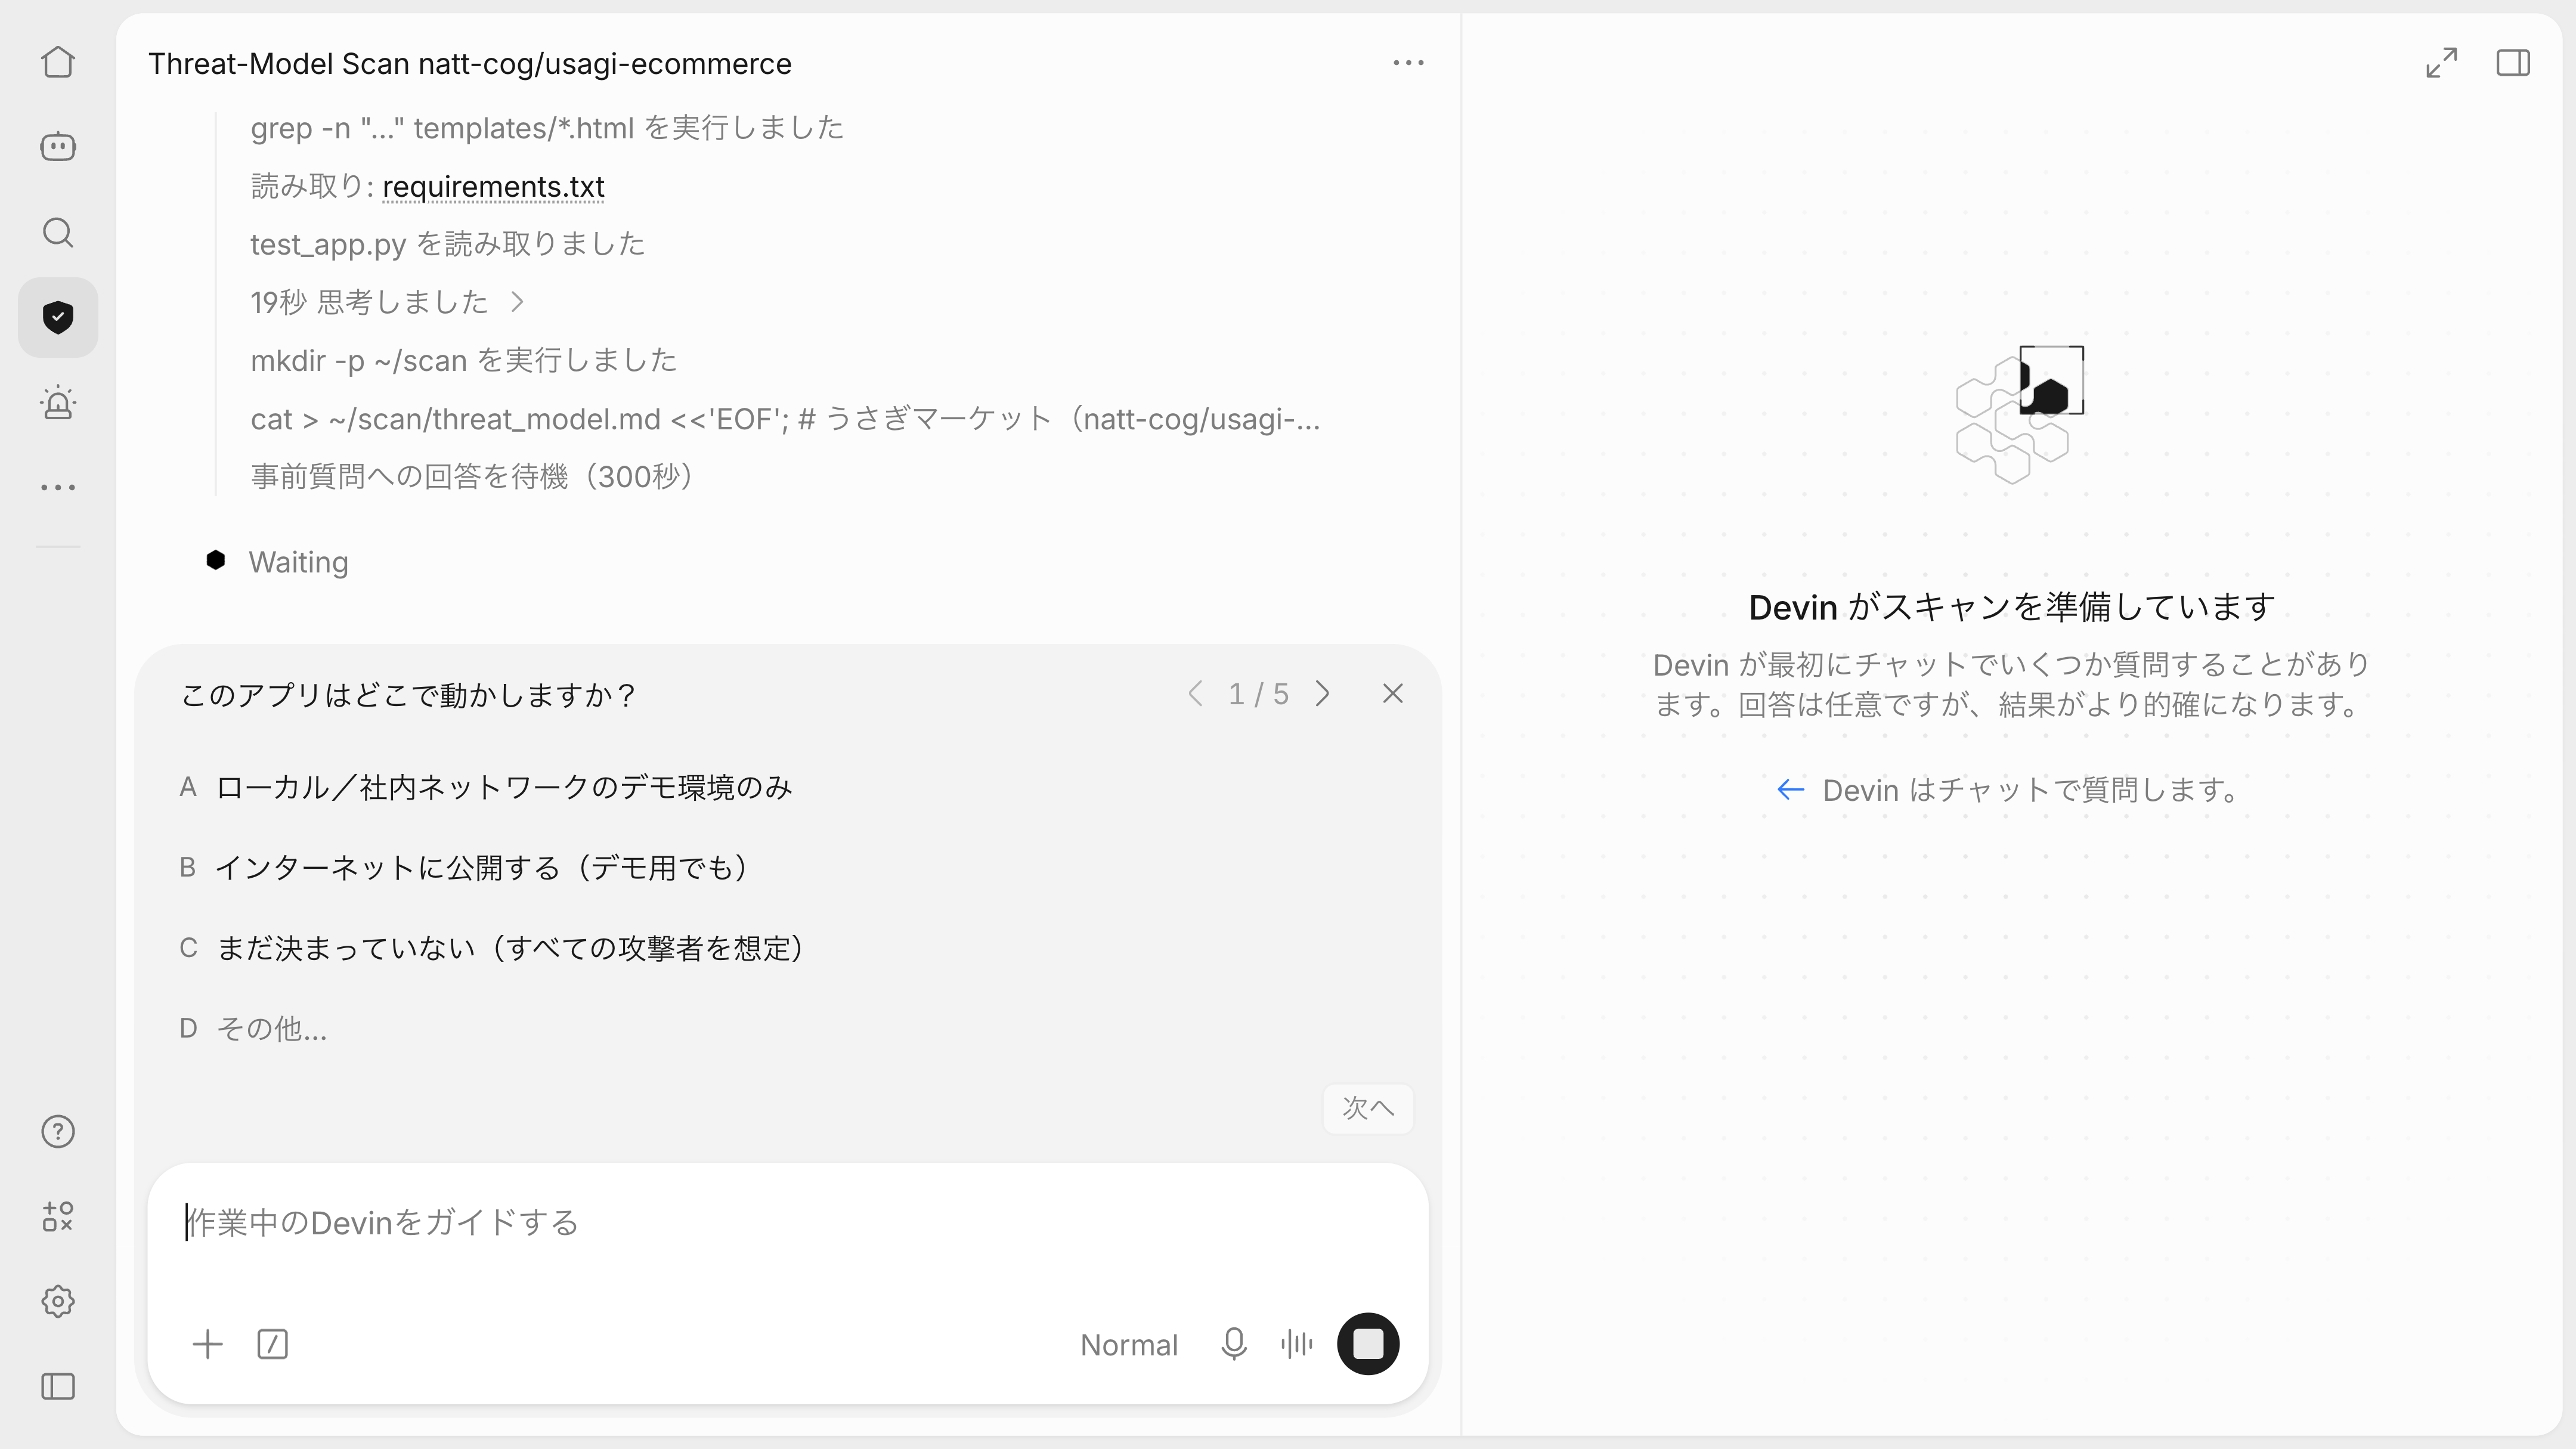 Threat-Model Scan natt-cog/usagi-ecommerce
grep -n "..." templates/*.html を実行しました
読み取り: requirements.txt
test_app.py を読み取りました
19秒 思考しました
mkdir -p ~/scan を実行しました
cat > ~/scan/threat_model.md <<'EOF'; # うさぎマーケット（natt-cog/usagi-...
事前質問への回答を待機（300秒）
Waiting
このアプリはどこで動かしますか？
1 / 5
A ローカル／社内ネットワークのデモ環境のみ
B インターネットに公開する（デモ用でも）
C まだ決まっていない（すべての攻撃者を想定）
D その他...
次へ
作業中のDevinをガイドする
Normal
Devin がスキャンを準備しています
Devin が最初にチャットでいくつか質問することがあり
ます。回答は任意ですが、結果がより的確になります。
← Devin はチャットで質問します。